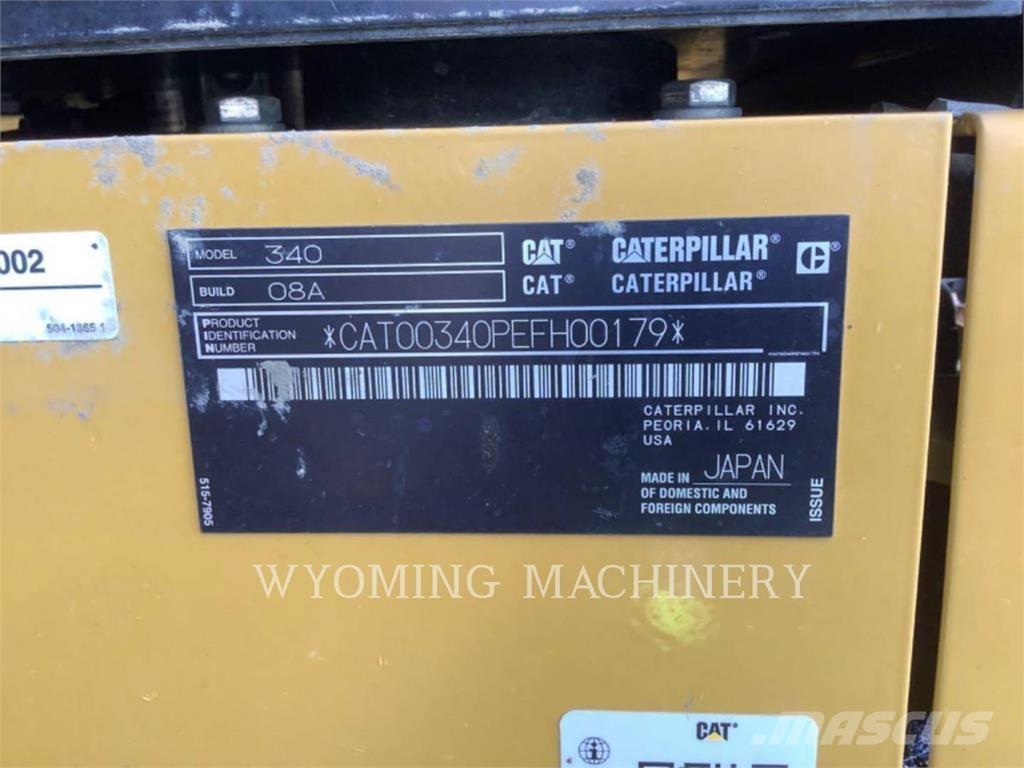 002
504-1365 1
MODEL 340
BUILD 08A
CAT® CATERPILLAR®
CAT® CATERPILLAR®
PRODUCT
IDENTIFICATION
NUMBER
*CAT00340PEFH00179*
CATERPILLAR INC.
PEORIA, IL 61629
USA
MADE IN JAPAN
OF DOMESTIC AND
FOREIGN COMPONENTS
515-7905
ISSUE
WYOMING MACHINERY
CAT®
MASCUS